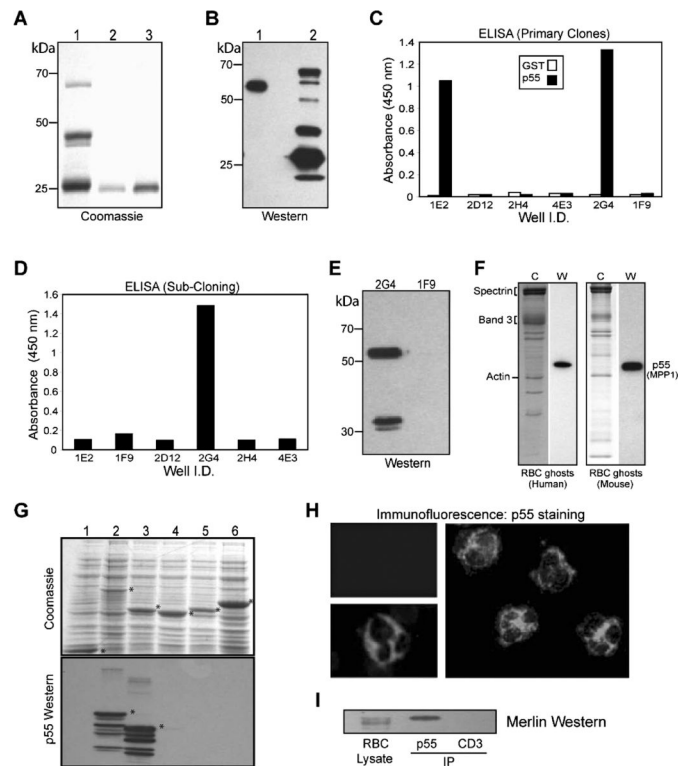 A
1 2 3
kDa
70
50
25
Coomassie
B
1 2
kDa
70
50
25
Western
C
ELISA (Primary Clones)
Absorbance (450 nm)
1.4
1.2
1
0.8
0.6
0.4
0.2
0
GST
p55
1E2 2D12 2H4 4E3 2G4 1F9
Well I.D.
D
ELISA (Sub-Cloning)
Absorbance (450 nm)
1.6
1.4
1.2
1.0
0.8
0.6
0.4
0.2
0
1E2 1F9 2D12 2G4 2H4 4E3
Well I.D.
E
2G4 1F9
kDa
70
50
30
Western
F
C W C W
Spectrin
Band 3
Actin
p55
(MPP1)
RBC ghosts
(Human)
RBC ghosts
(Mouse)
G
1 2 3 4 5 6
Coomassie
p55 Western
H
Immunofluorescence: p55 staining
I
Merlin Western
RBC
Lysate
p55 CD3
IP